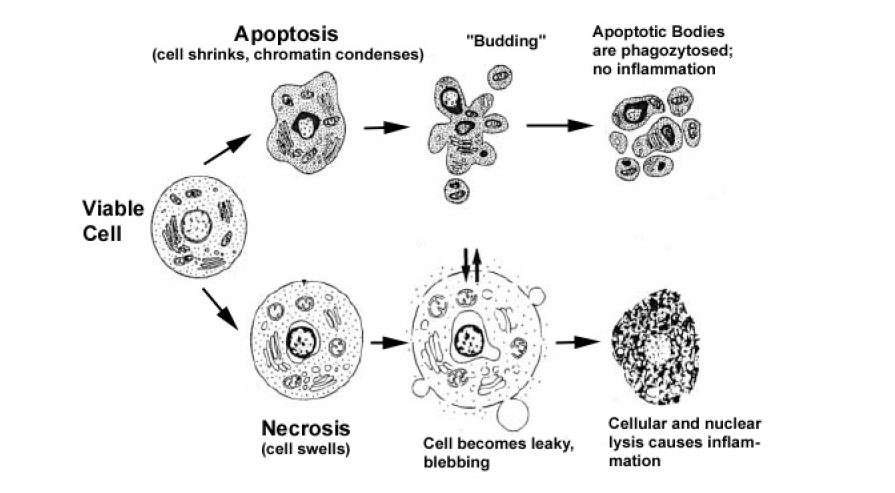 Apoptosis
(cell shrinks, chromatin condenses)
"Budding"
Apoptotic Bodies
are phagozytosed;
no inflammation
Viable
Cell
Necrosis
(cell swells)
Cell becomes leaky,
blebbing
Cellular and nuclear
lysis causes inflam-
mation